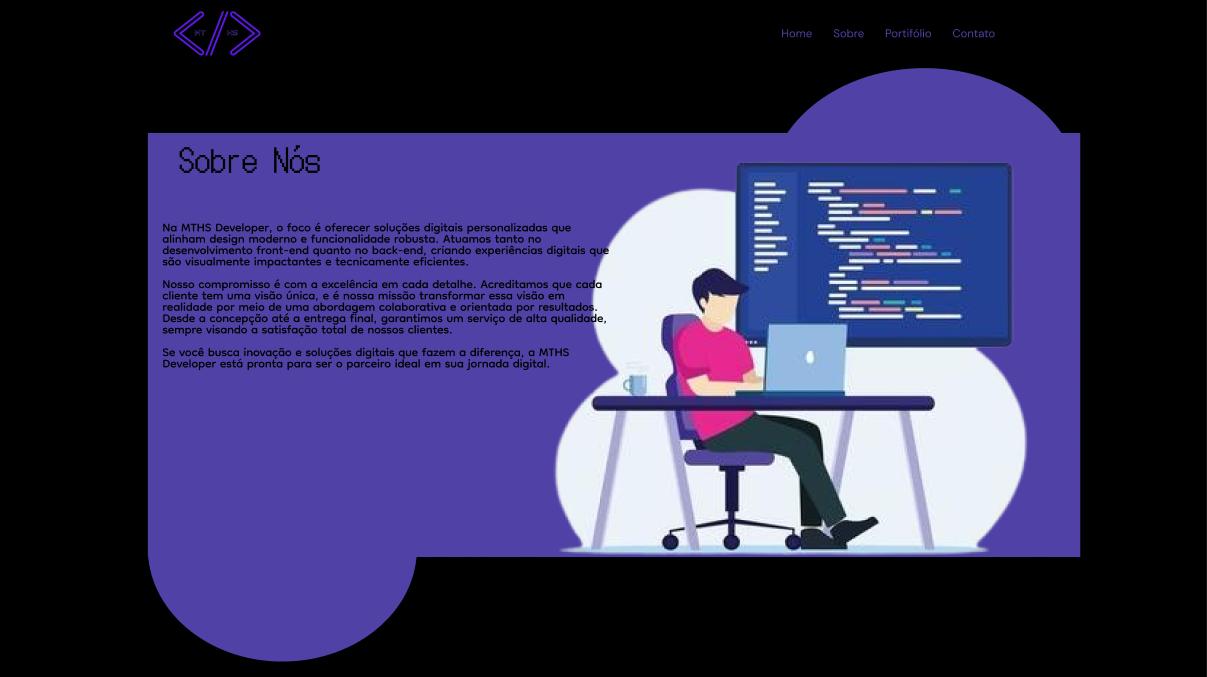 MT HS
Home Sobre Portifólio Contato
Sobre Nós
Na MTHS Developer, o foco é oferecer soluções digitais personalizadas que
alinham design moderno e funcionalidade robusta. Atuamos tanto no
desenvolvimento front-end quanto no back-end, criando experiências digitais que
são visualmente impactantes e tecnicamente eficientes.
Nosso compromisso é com a excelência em cada detalhe. Acreditamos que cada
cliente tem uma visão única, e é nossa missão transformar essa visão em
realidade por meio de uma abordagem colaborativa e orientada por resultados.
Desde a concepção até a entrega final, garantimos um serviço de alta qualidade,
sempre visando a satisfação total de nossos clientes.
Se você busca inovação e soluções digitais que fazem a diferença, a MTHS
Developer está pronta para ser o parceiro ideal em sua jornada digital.